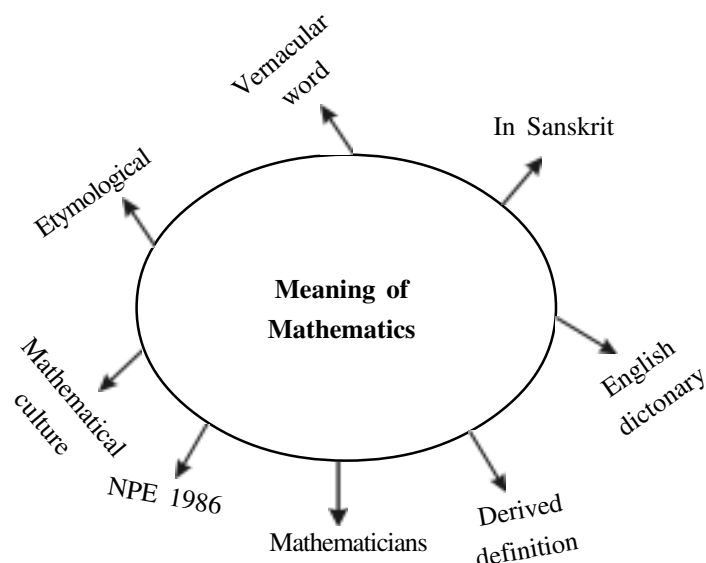 Vernacular
word
In Sanskrit
Etymological
Meaning of
Mathematics
English
dictonary
Mathematical
culture
NPE 1986
Mathematicians
Derived
definition